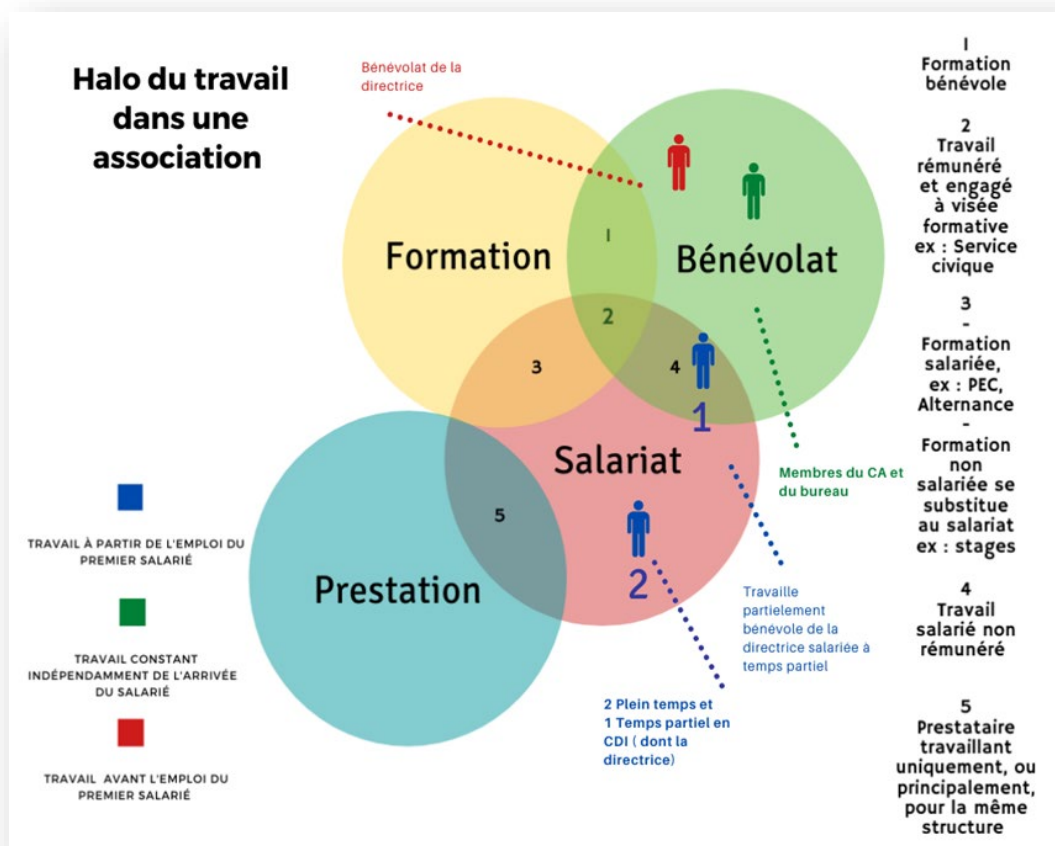 Halo du travail
dans une
association
Bénévolat de la
directrice
Formation
Bénévolat
1
2
3
4
1
Salariat
5
2
Prestation
Membres du CA et
du bureau
Travaille
partielement
bénévole de la
directrice salariée à
temps partiel
2 Plein temps et
1 Temps partiel en
CDI ( dont la
directrice)
TRAVAIL À PARTIR DE L'EMPLOI DU
PREMIER SALARIÉ
TRAVAIL CONSTANT
INDÉPENDAMMENT DE L'ARRIVÉE
DU SALARIÉ
TRAVAIL AVANT L'EMPLOI DU
PREMIER SALARIÉ
1
Formation
bénévole
2
Travail
rémunéré
et engagé
à visée
formative
ex : Service
civique
3
-
Formation
salariée,
ex : PEC,
Alternance
-
Formation
non
salariée se
substitue
au salariat
ex : stages
4
Travail
salarié non
rémunéré
5
Prestataire
travaillant
uniquement, ou
principalement,
pour la même
structure